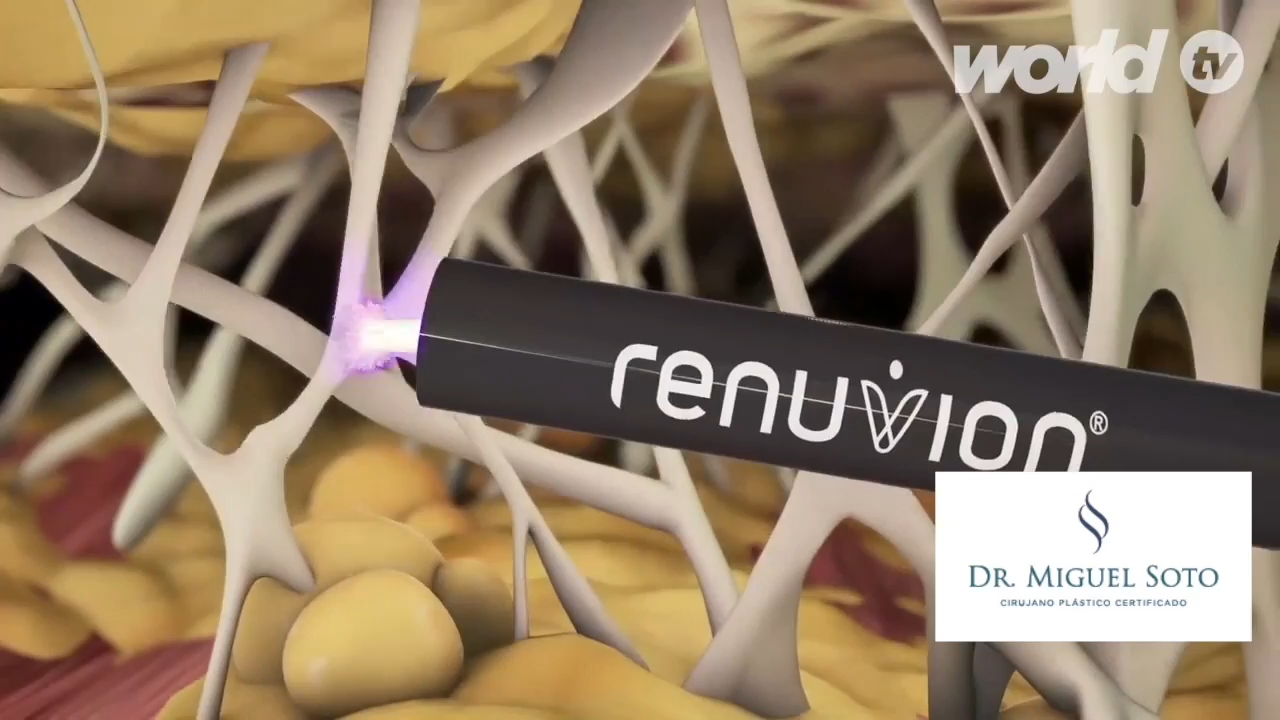 world tv
renuvion®
DR. MIGUEL SOTO
CIRUJANO PLÁSTICO CERTIFICADO